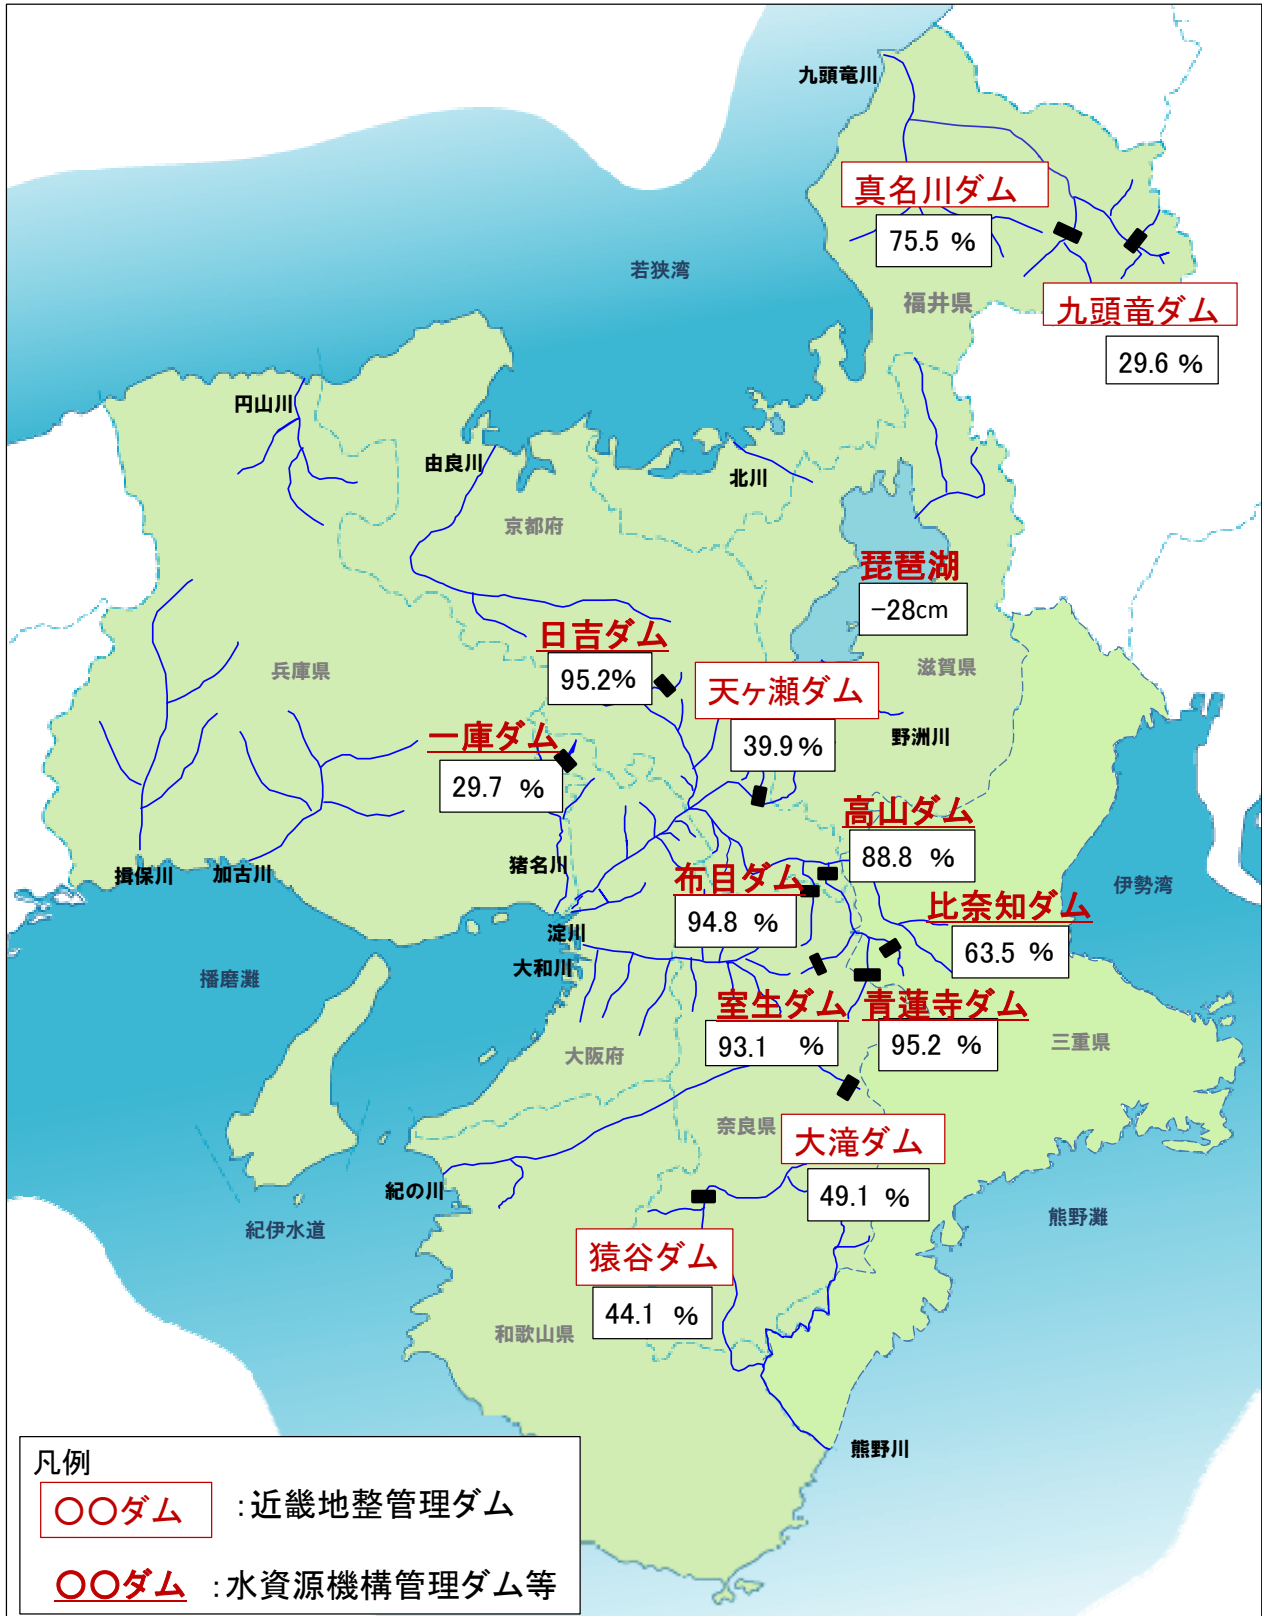 九頭竜川
真名川ダム
75.5 %
若狭湾
福井県
九頭竜ダム
29.6 %
円山川
由良川
北川
京都府
琵琶湖
-28cm
日吉ダム
95.2%
兵庫県
滋賀県
天ヶ瀬ダム
39.9 %
野洲川
一庫ダム
29.7 %
高山ダム
88.8 %
猪名川
揖保川
加古川
布目ダム
94.8 %
伊勢湾
比奈知ダム
63.5 %
淀川
大和川
播磨灘
室生ダム
93.1 %
青蓮寺ダム
95.2 %
大阪府
三重県
奈良県
大滝ダム
49.1 %
紀の川
紀伊水道
熊野灘
猿谷ダム
44.1 %
和歌山県
熊野川
凡例
〇〇ダム :近畿地整管理ダム
〇〇ダム :水資源機構管理ダム等